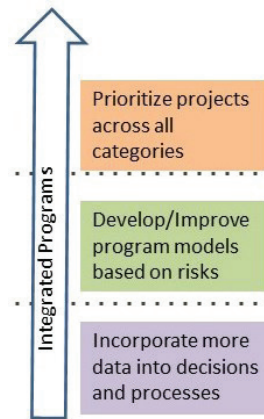 Prioritize projects
across all
categories
Integrated Programs
Develop/Improve
program models
based on risks
Incorporate more
data into decisions
and processes